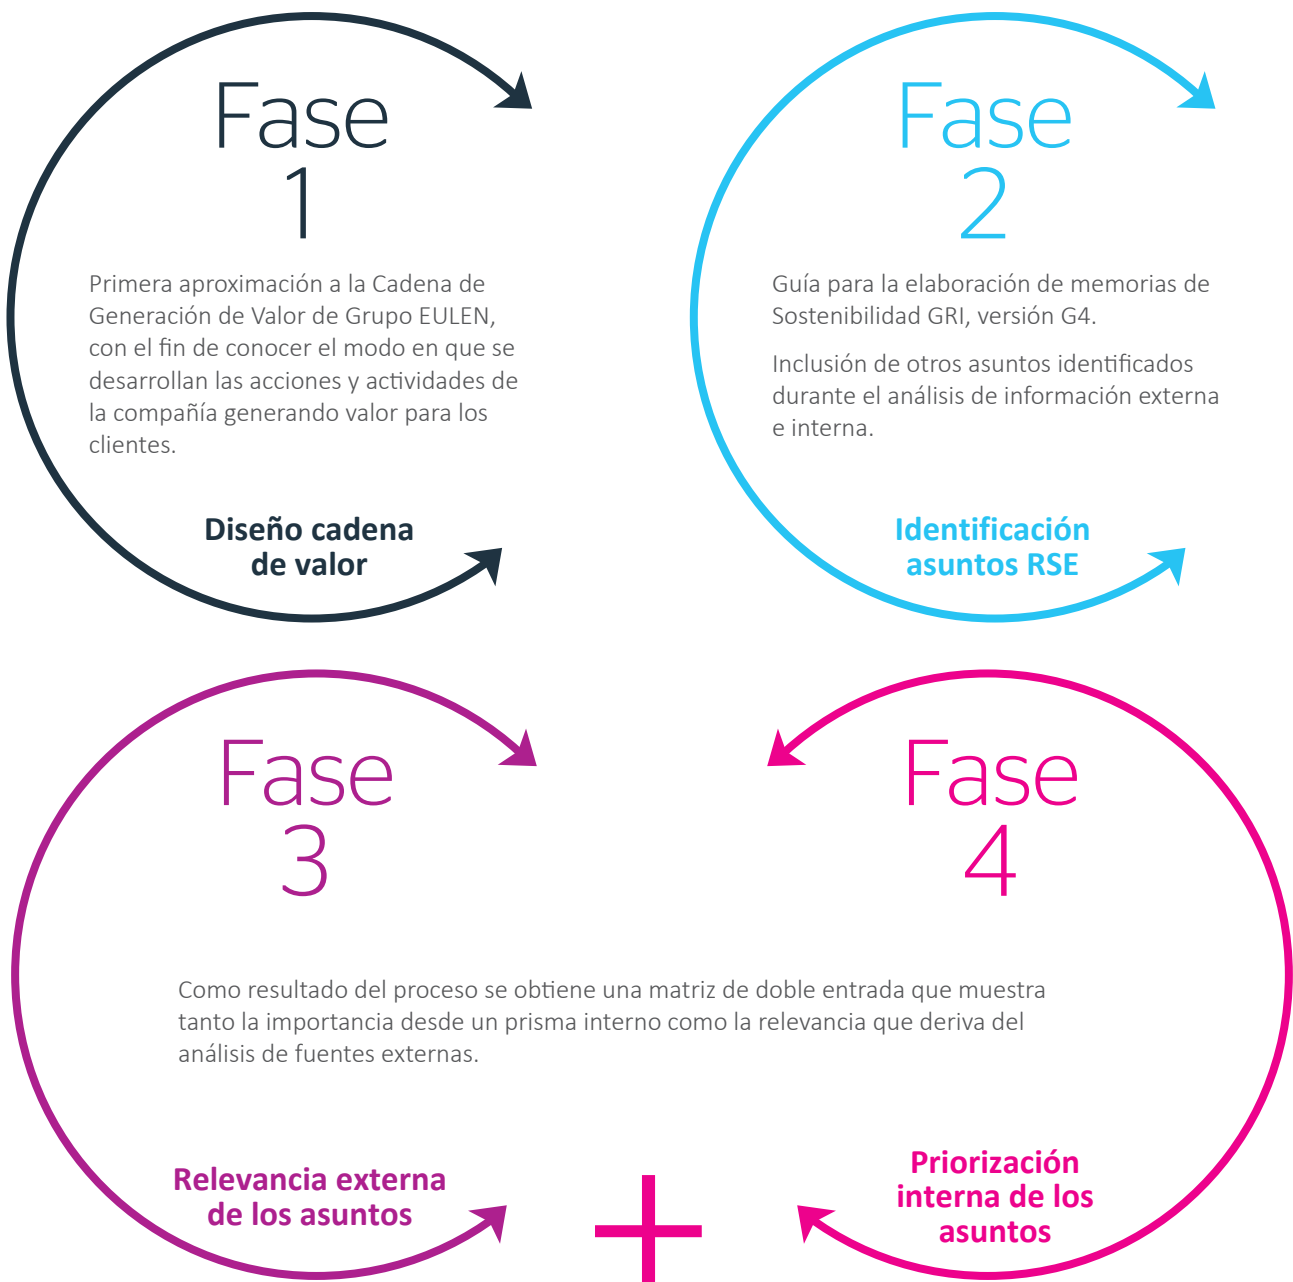 Fase
1
Primera aproximación a la Cadena de
Generación de Valor de Grupo EULEN,
con el fin de conocer el modo en que se
desarrollan las acciones y actividades de
la compañía generando valor para los
clientes.
Diseño cadena
de valor
Fase
2
Guía para la elaboración de memorias de
Sostenibilidad GRI, versión G4.
Inclusión de otros asuntos identificados
durante el análisis de información externa
e interna.
Identificación
asuntos RSE
Fase
3
Fase
4
Como resultado del proceso se obtiene una matriz de doble entrada que muestra
tanto la importancia desde un prisma interno como la relevancia que deriva del
análisis de fuentes externas.
Relevancia externa
de los asuntos
+
Priorización
interna de los
asuntos